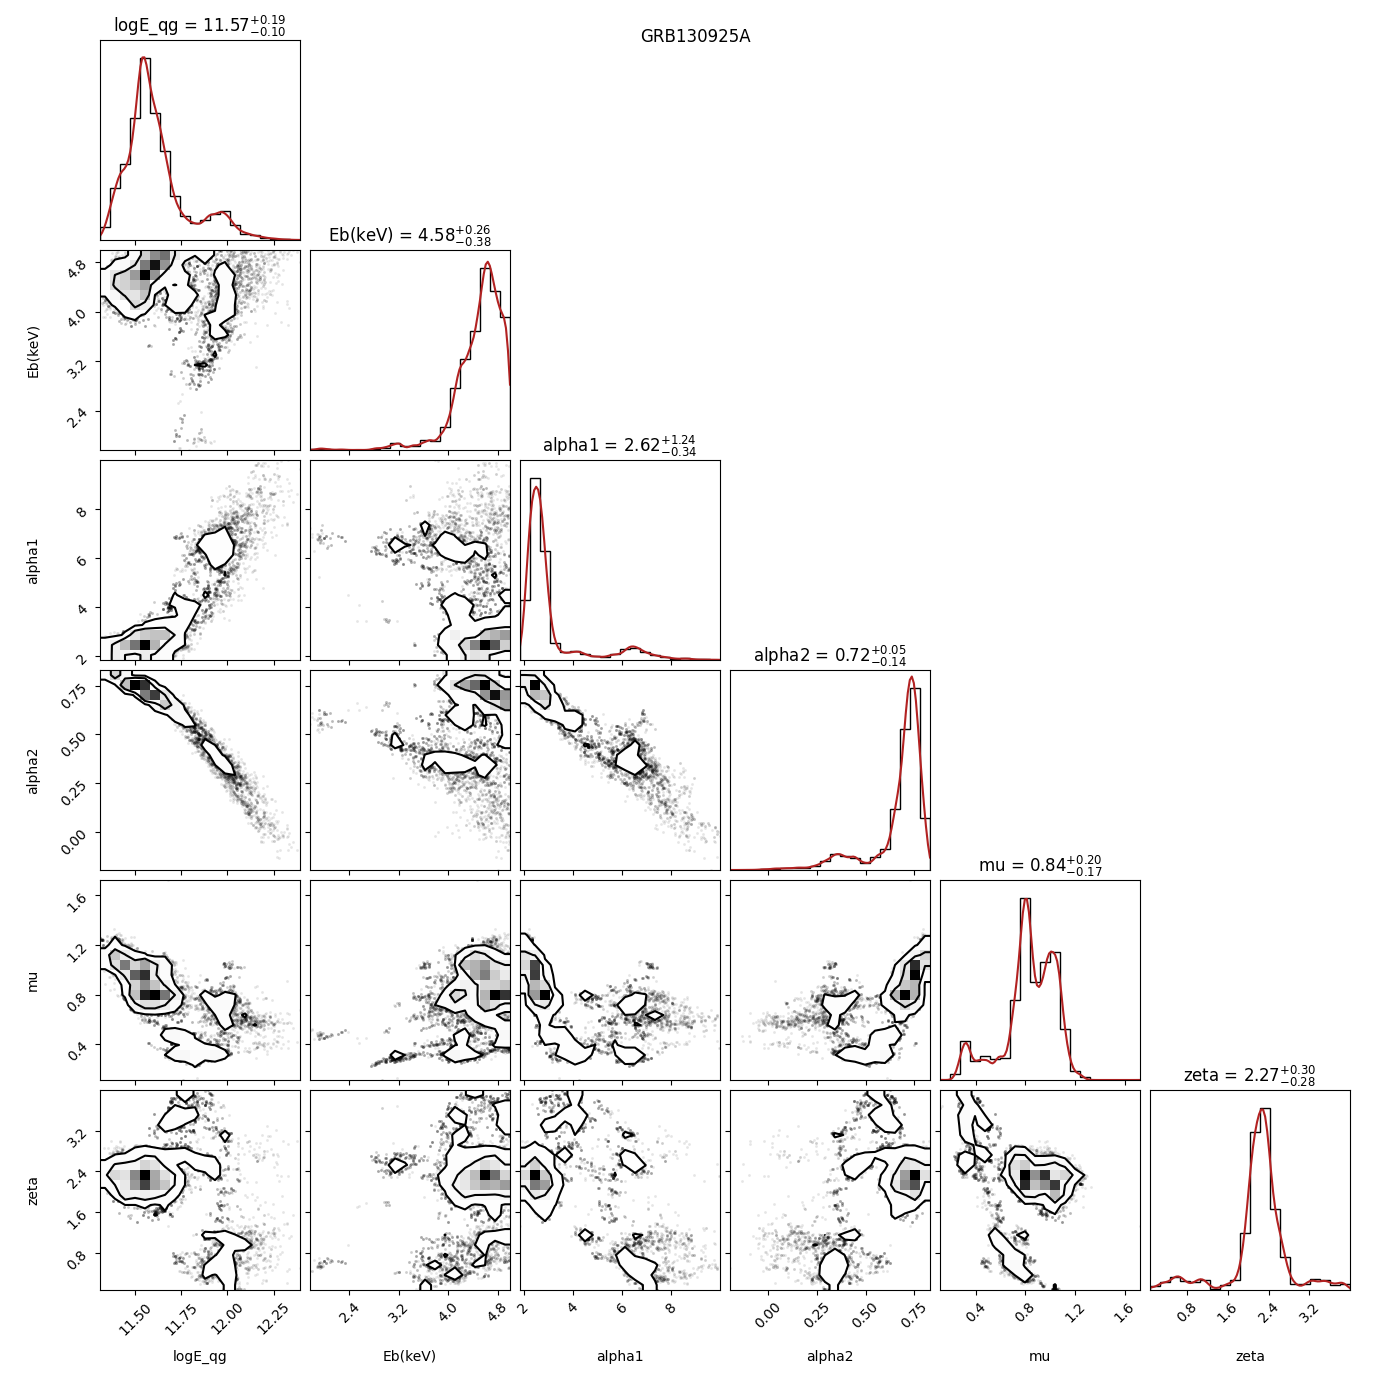 logE_qg = 11.57+0.19 −0.10
GRB130925A
Eb(keV) = 4.58+0.26 −0.38
4.8
4.0
3.2
2.4
Eb(keV)
alpha1 = 2.62+1.24 −0.34
8
6
4
2
alpha1
alpha2 = 0.72+0.05 −0.14
0.75
0.50
0.25
0.00
alpha2
mu = 0.84+0.20 −0.17
1.6
1.2
0.8
0.4
mu
zeta = 2.27+0.30 −0.28
3.2
2.4
1.6
0.8
zeta
11.50 11.75 12.00 12.25 2.4 3.2 4.0 4.8 2 4 6 8 0.00 0.25 0.50 0.75 0.4 0.8 1.2 1.6 0.8 1.6 2.4 3.2
logE_qg Eb(keV) alpha1 alpha2 mu zeta